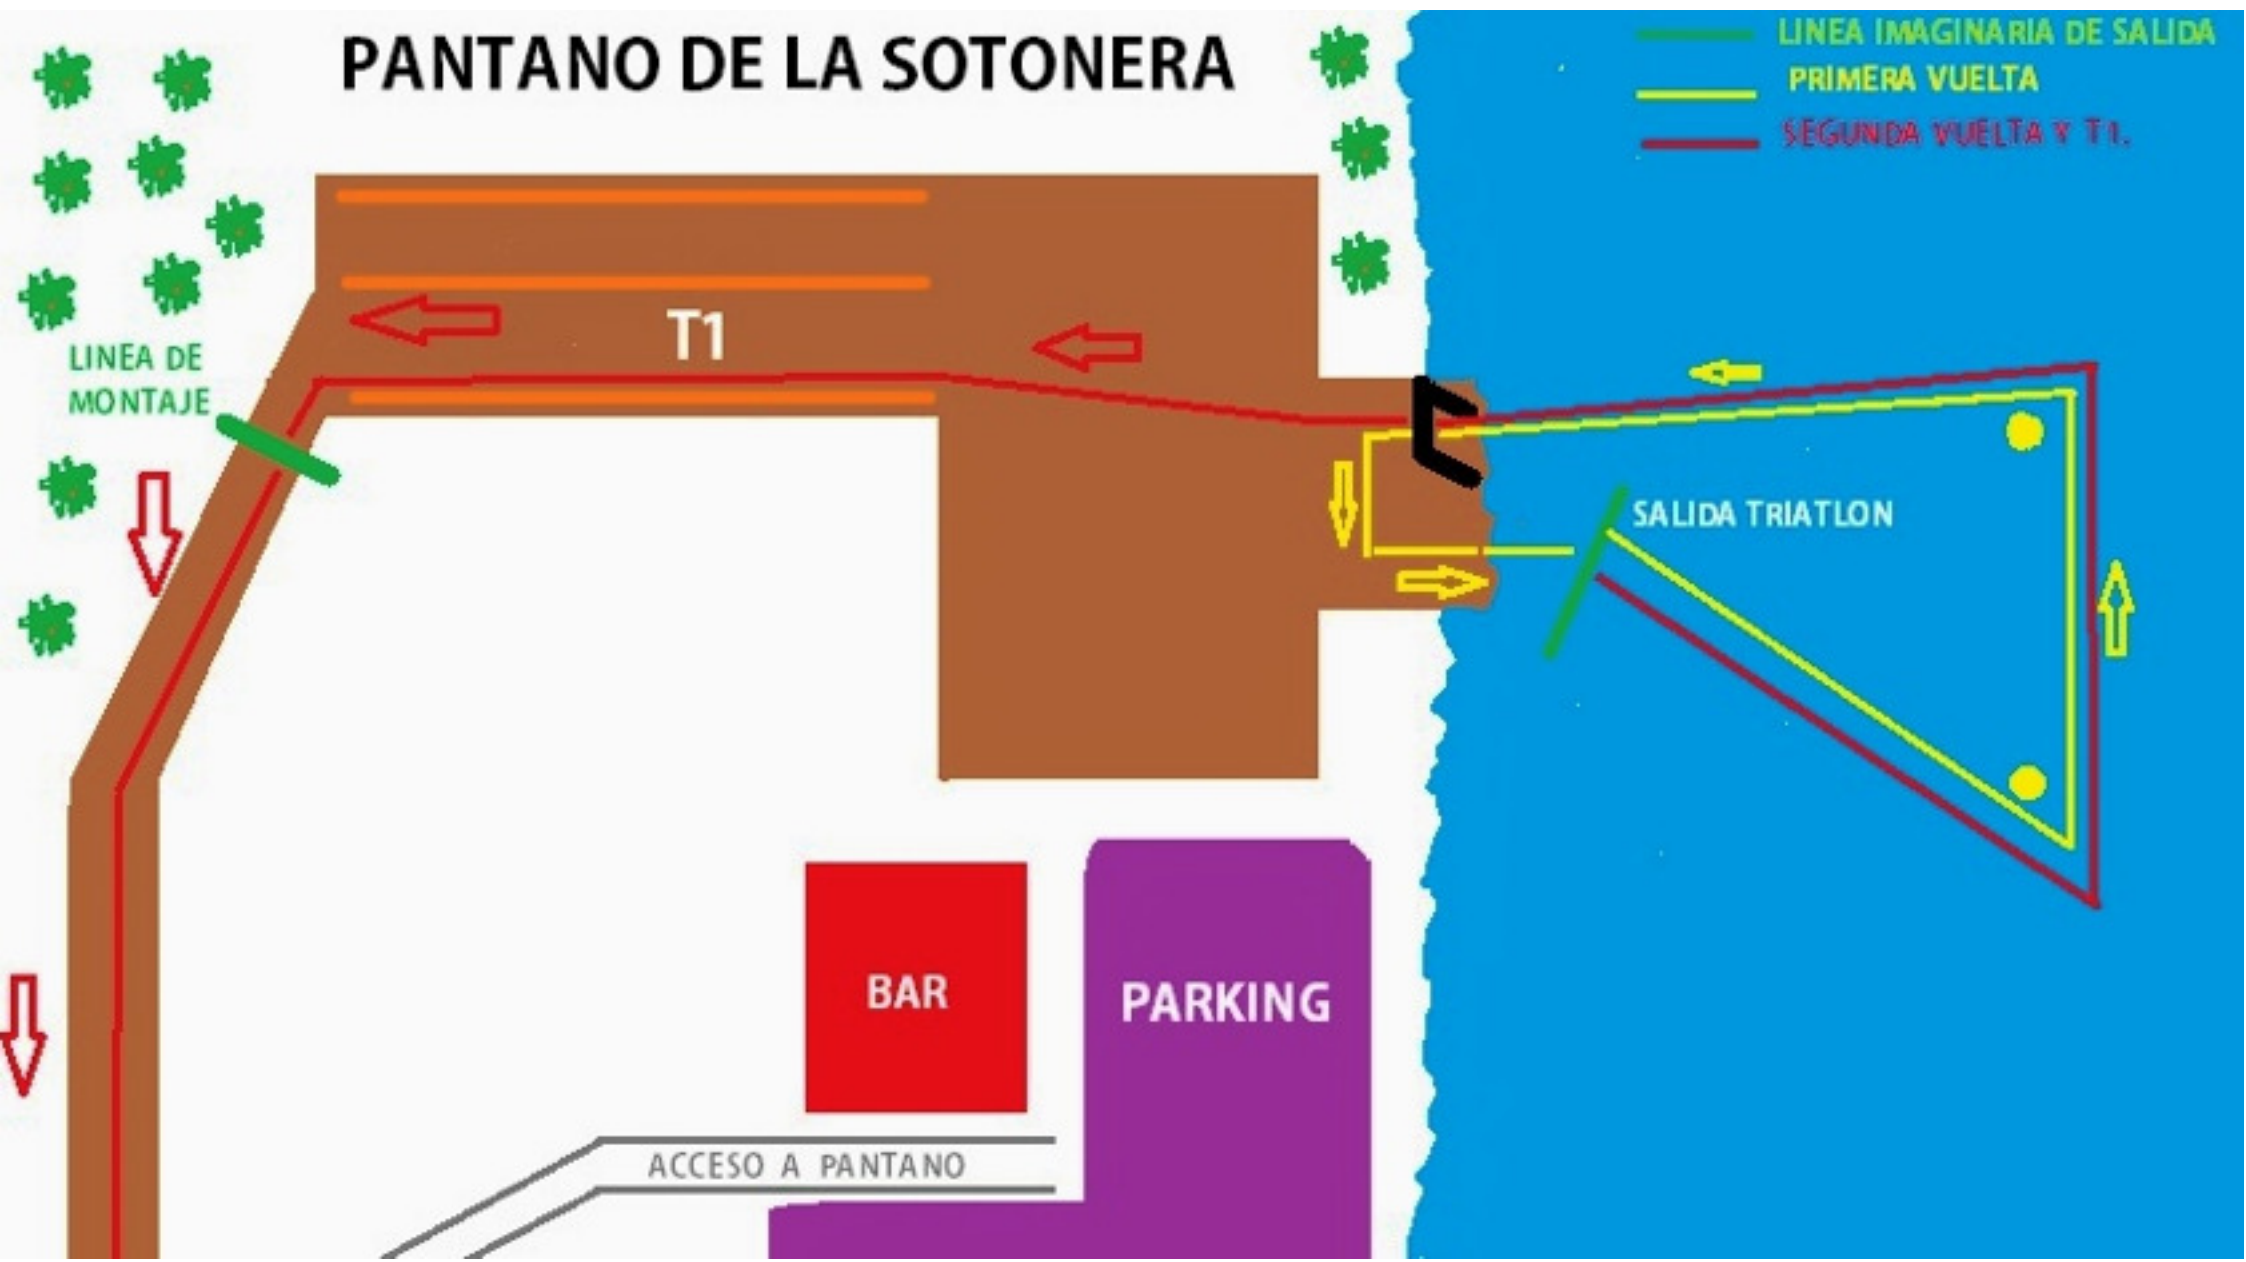 PANTANO DE LA SOTONERA
LINEA IMAGINARIA DE SALIDA
PRIMERA VUELTA
SEGUNDA VUELTA Y T1.
T1
LINEA DE
MONTAJE
SALIDA TRIATLON
BAR
PARKING
ACCESO A PANTANO